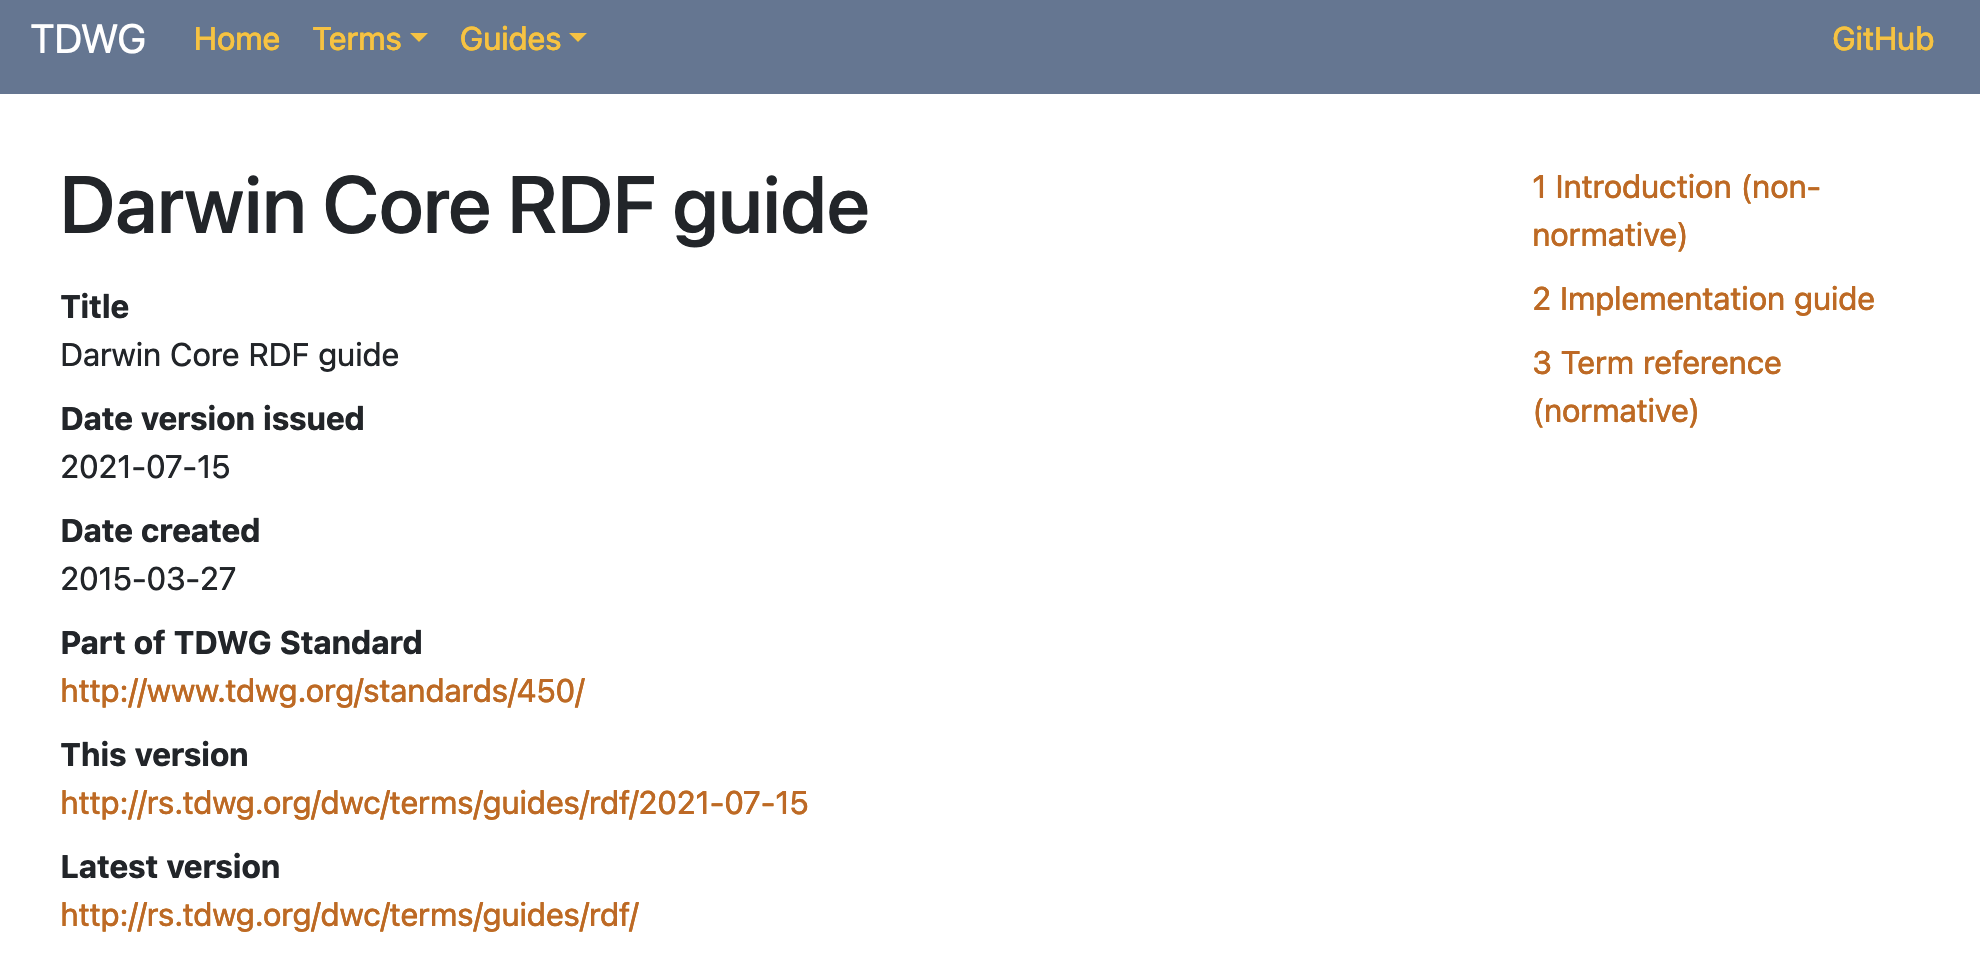 TDWG Home Terms Guides GitHub
Darwin Core RDF guide
Title
Darwin Core RDF guide
Date version issued
2021-07-15
Date created
2015-03-27
Part of TDWG Standard
http://www.tdwg.org/standards/450/
This version
http://rs.tdwg.org/dwc/terms/guides/rdf/2021-07-15
Latest version
http://rs.tdwg.org/dwc/terms/guides/rdf/
1 Introduction (non-
normative)
2 Implementation guide
3 Term reference
(normative)